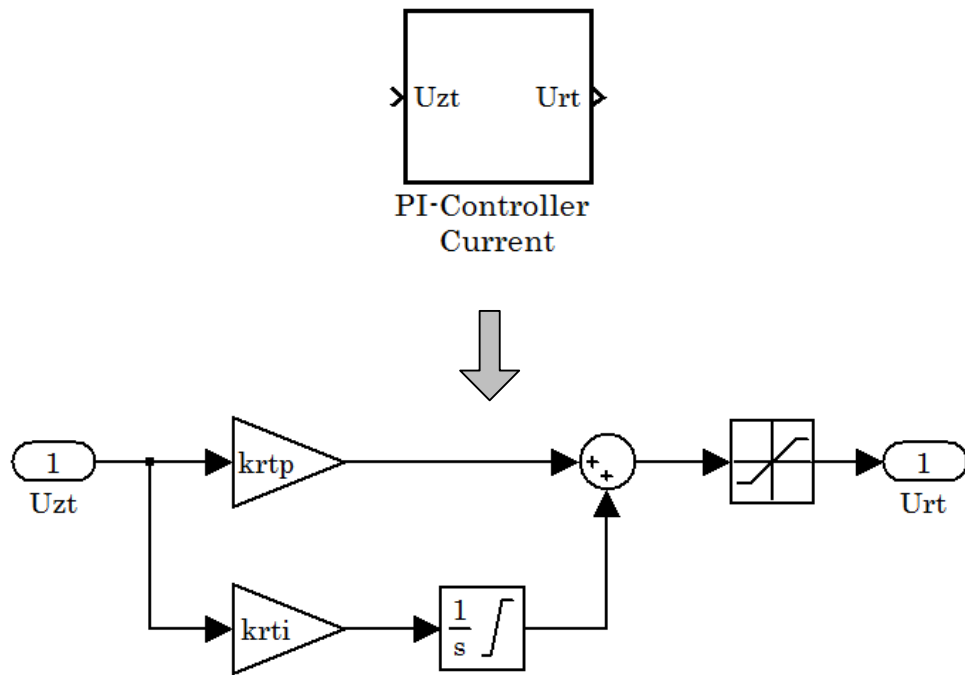 Uzt Urt
PI-Controller
Current
1
Uzt
krtp
+
+
1
Urt
krti
1
s